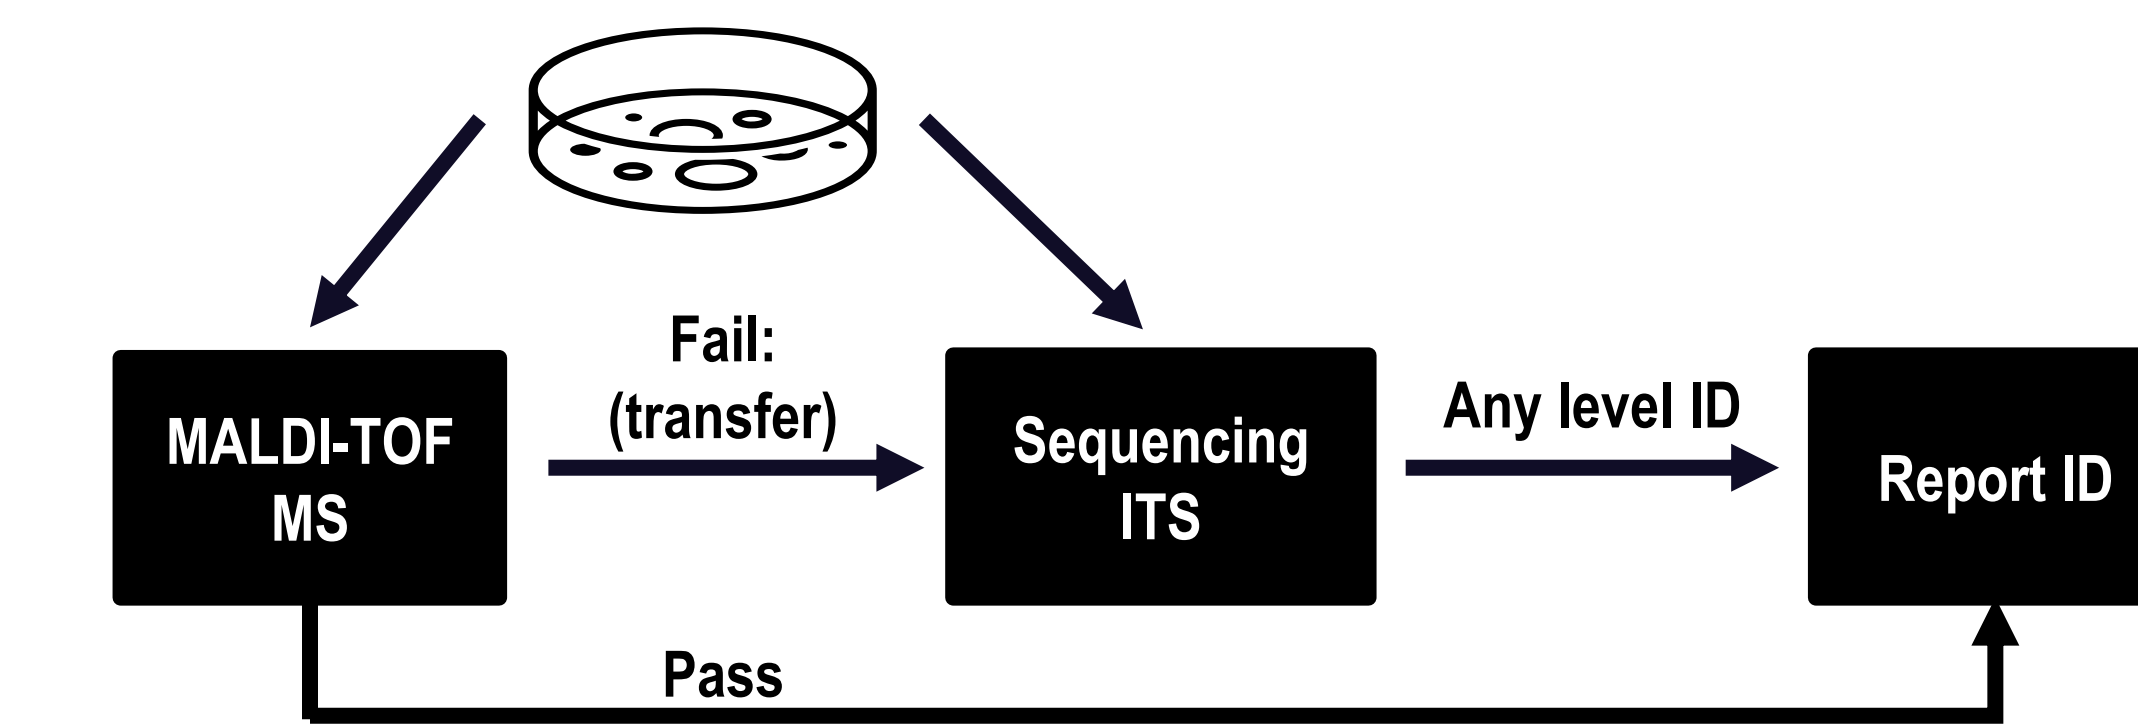 Fail:
(transfer)
Any level ID
MALDI-TOF
MS
Sequencing
ITS
Report ID
Pass